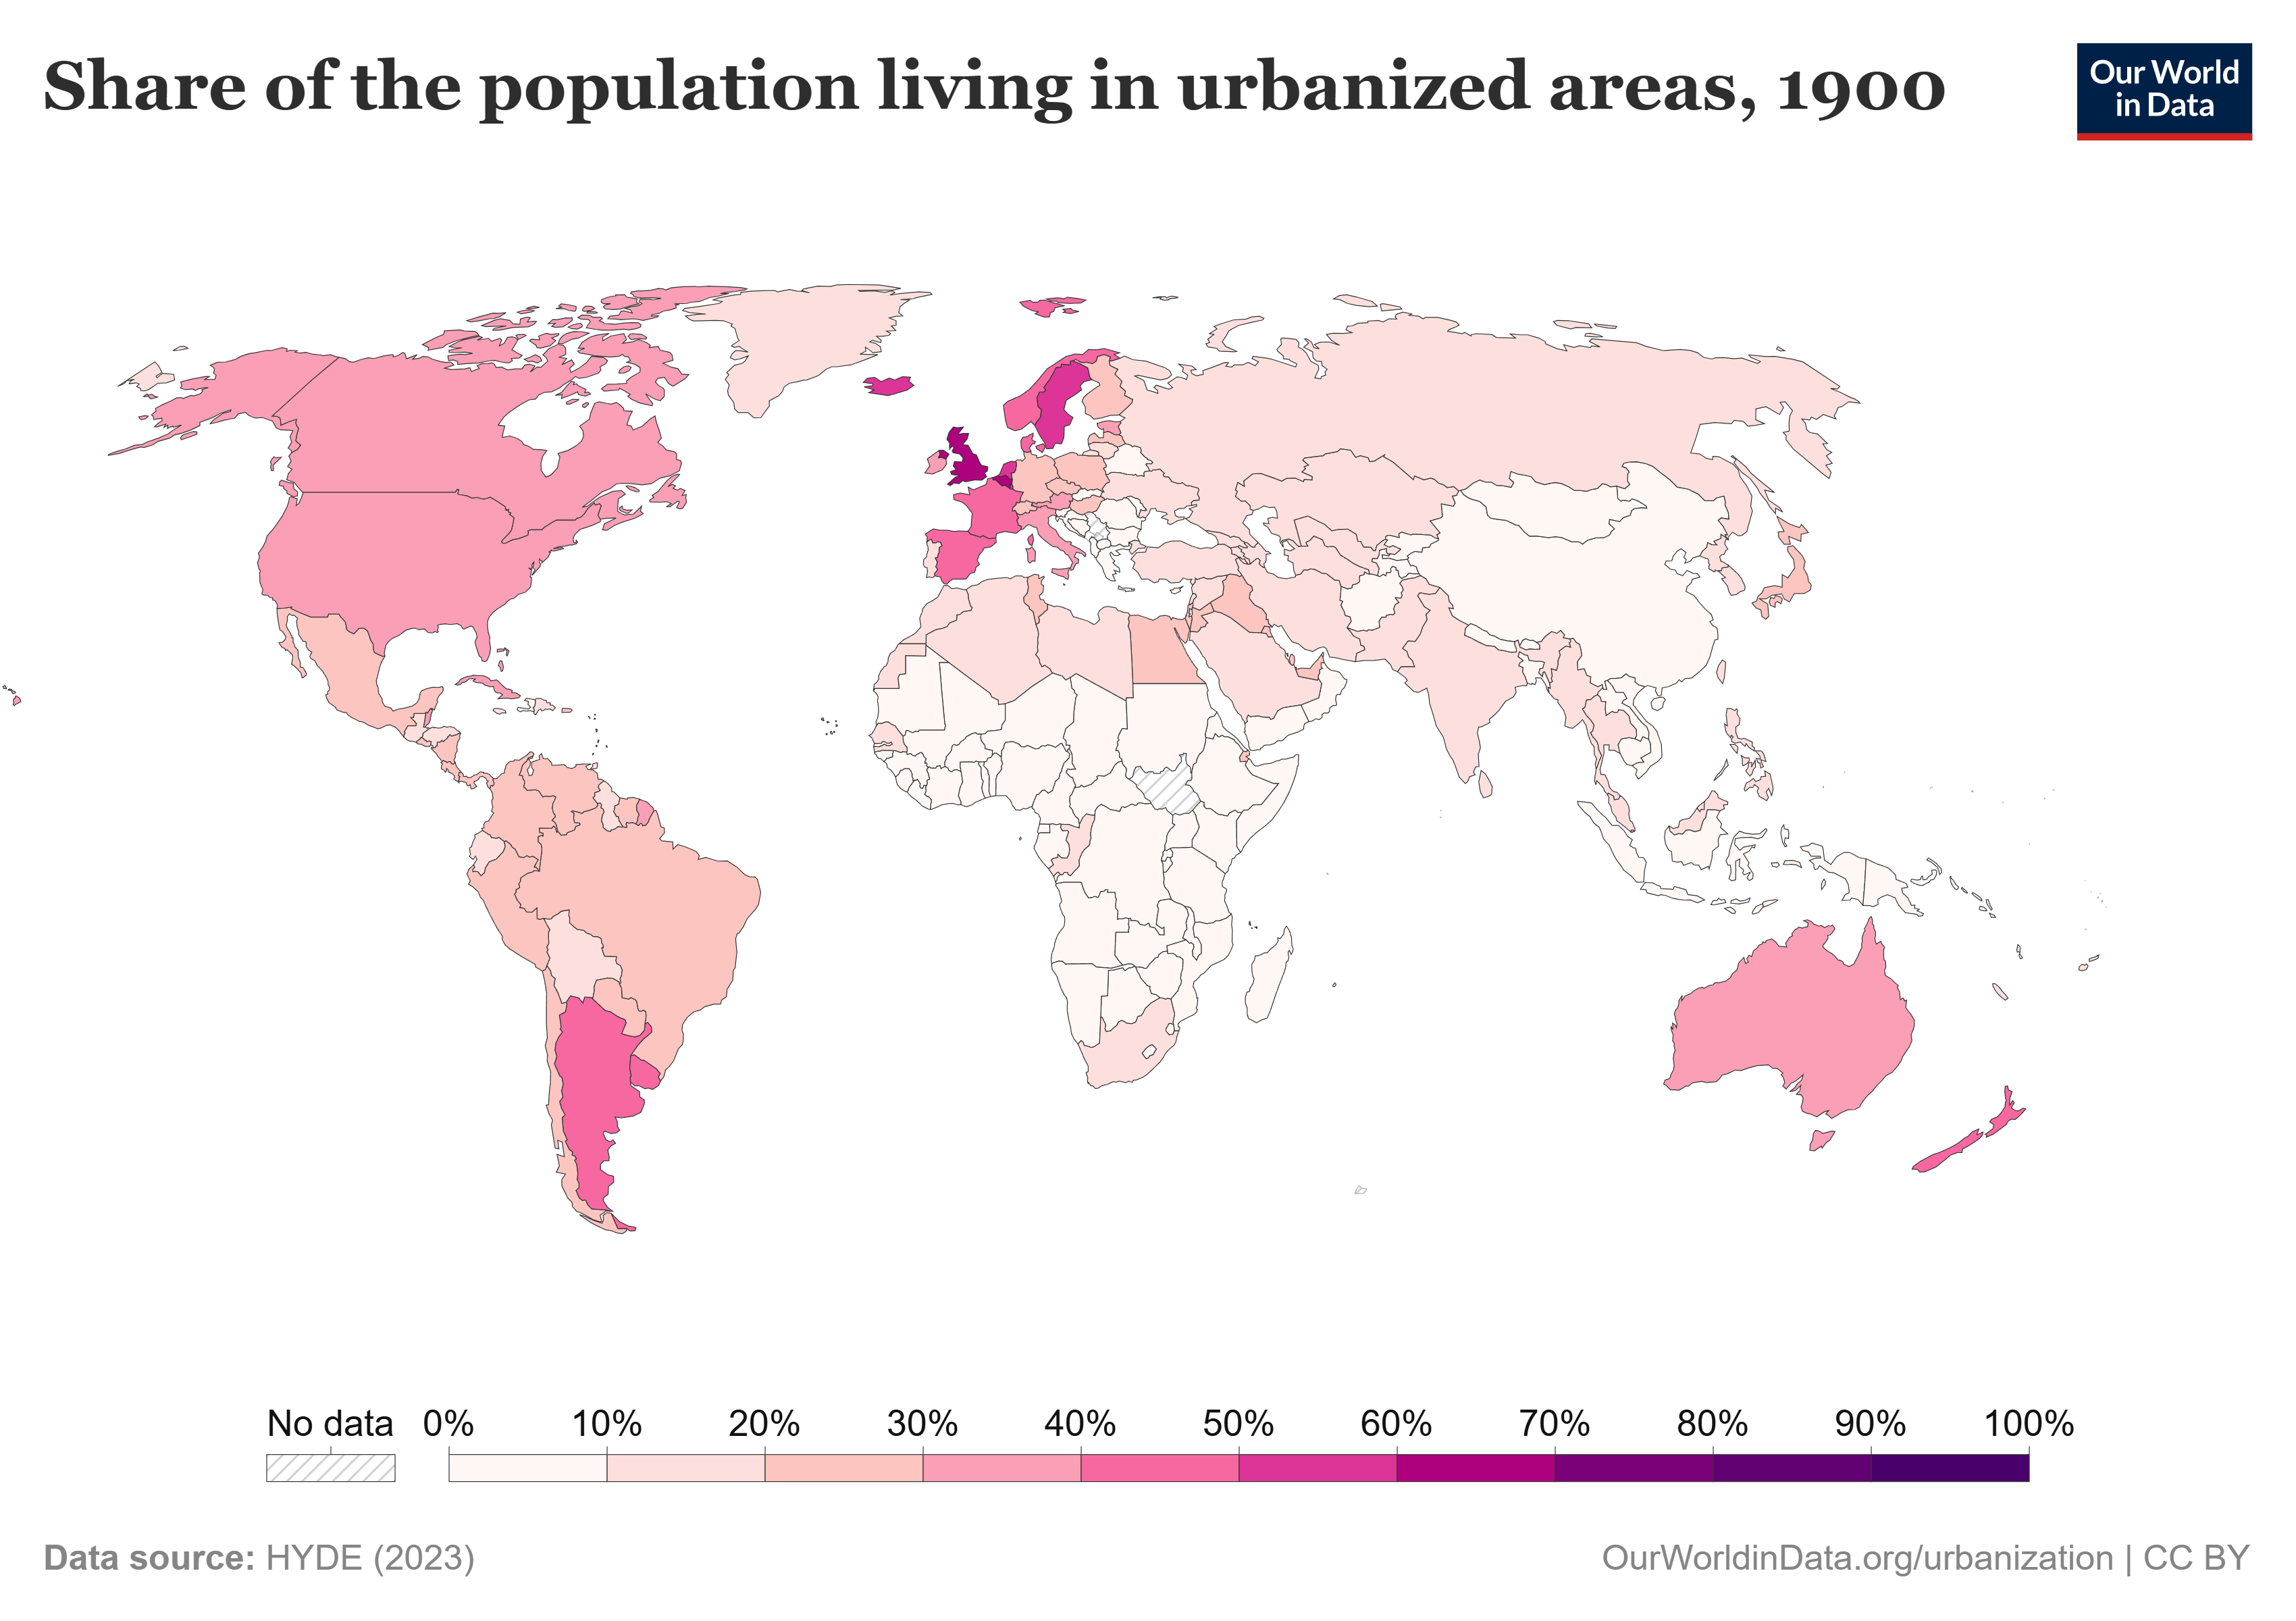 Share of the population living in urbanized areas, 1900
Our World
in Data
No data 0% 10% 20% 30% 40% 50% 60% 70% 80% 90% 100%
Data source: HYDE (2023)
OurWorldinData.org/urbanization | CC BY